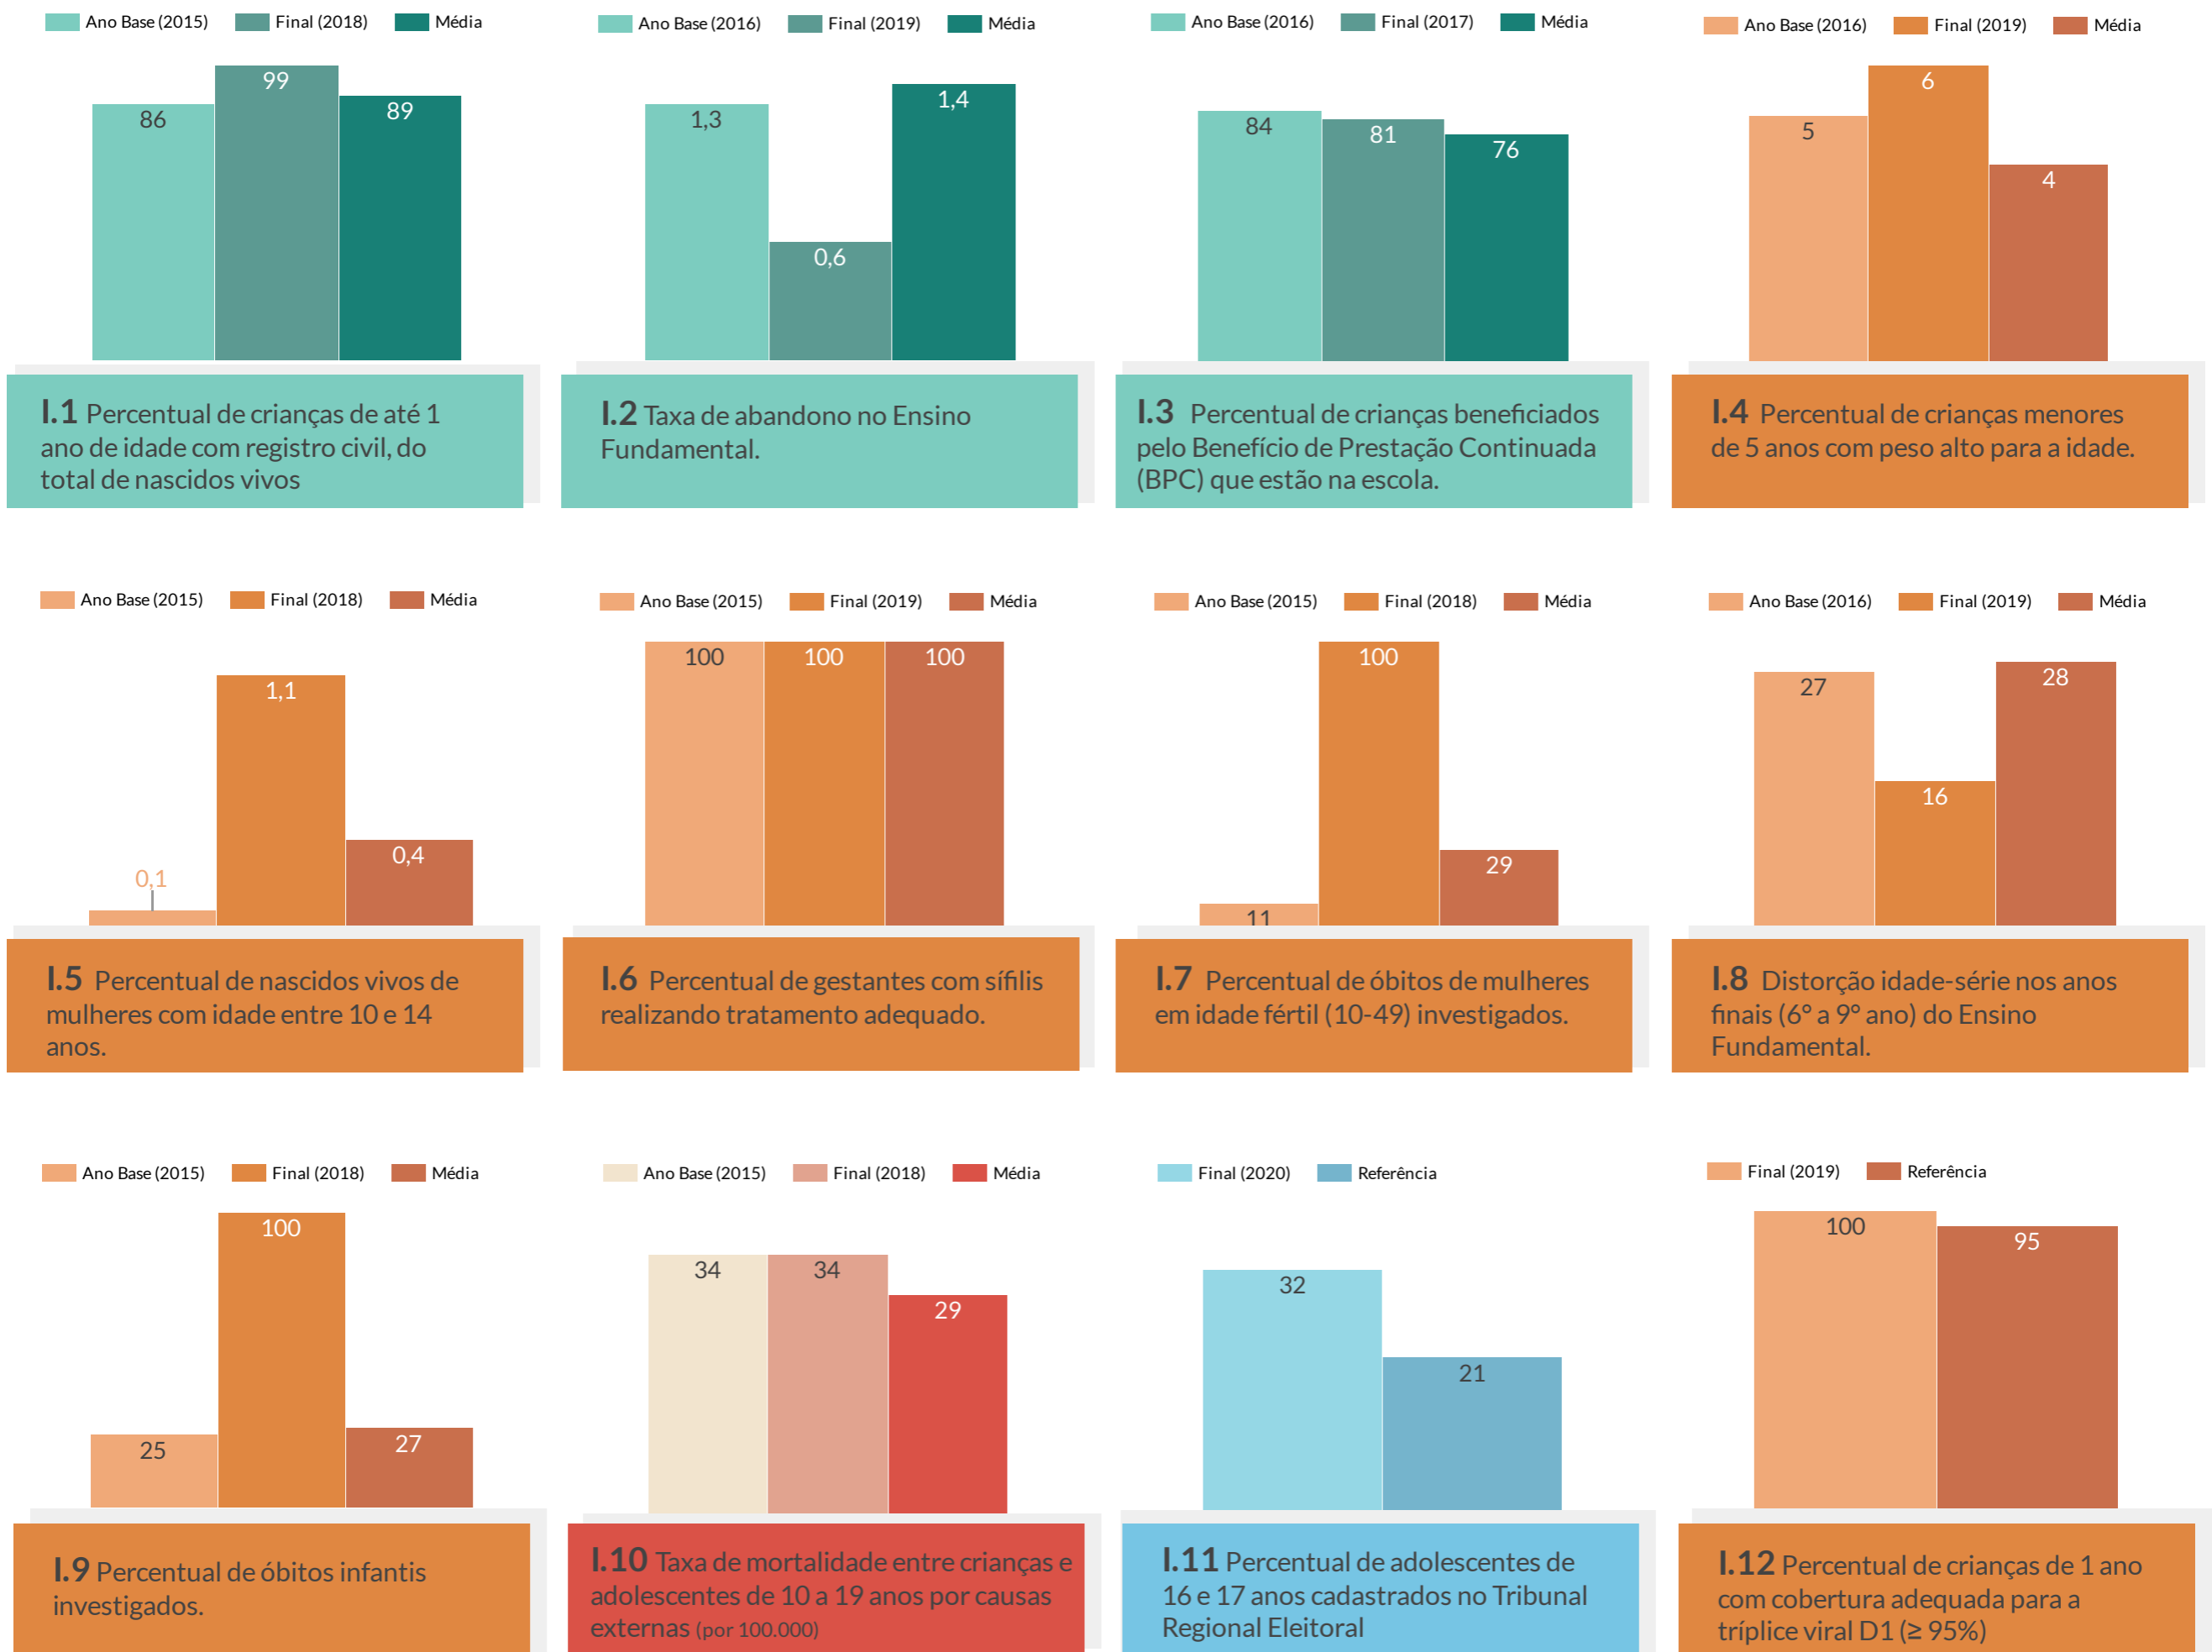 Ano Base (2015) Final (2018) Média
86
99
89
I.1 Percentual de crianças de até 1
ano de idade com registro civil, do
total de nascidos vivos
Ano Base (2016) Final (2019) Média
1,3
0,6
1,4
I.2 Taxa de abandono no Ensino
Fundamental.
Ano Base (2016) Final (2017) Média
84
81
76
I.3 Percentual de crianças beneficiados
pelo Benefício de Prestação Continuada
(BPC) que estão na escola.
Ano Base (2016) Final (2019) Média
5
6
4
I.4 Percentual de crianças menores
de 5 anos com peso alto para a idade.
Ano Base (2015) Final (2018) Média
0,1
1,1
0,4
I.5 Percentual de nascidos vivos de
mulheres com idade entre 10 e 14
anos.
Ano Base (2015) Final (2019) Média
100
100
100
I.6 Percentual de gestantes com sífilis
realizando tratamento adequado.
Ano Base (2015) Final (2018) Média
11
100
29
I.7 Percentual de óbitos de mulheres
em idade fértil (10-49) investigados.
Ano Base (2016) Final (2019) Média
27
16
28
I.8 Distorção idade-série nos anos
finais (6° a 9° ano) do Ensino
Fundamental.
Ano Base (2015) Final (2018) Média
25
100
27
I.9 Percentual de óbitos infantis
investigados.
Ano Base (2015) Final (2018) Média
34
34
29
I.10 Taxa de mortalidade entre crianças e
adolescentes de 10 a 19 anos por causas
externas (por 100.000)
Final (2020) Referência
32
21
I.11 Percentual de adolescentes de
16 e 17 anos cadastrados no Tribunal
Regional Eleitoral
Final (2019) Referência
100
95
I.12 Percentual de crianças de 1 ano
com cobertura adequada para a
tríplice viral D1 (≥ 95%)